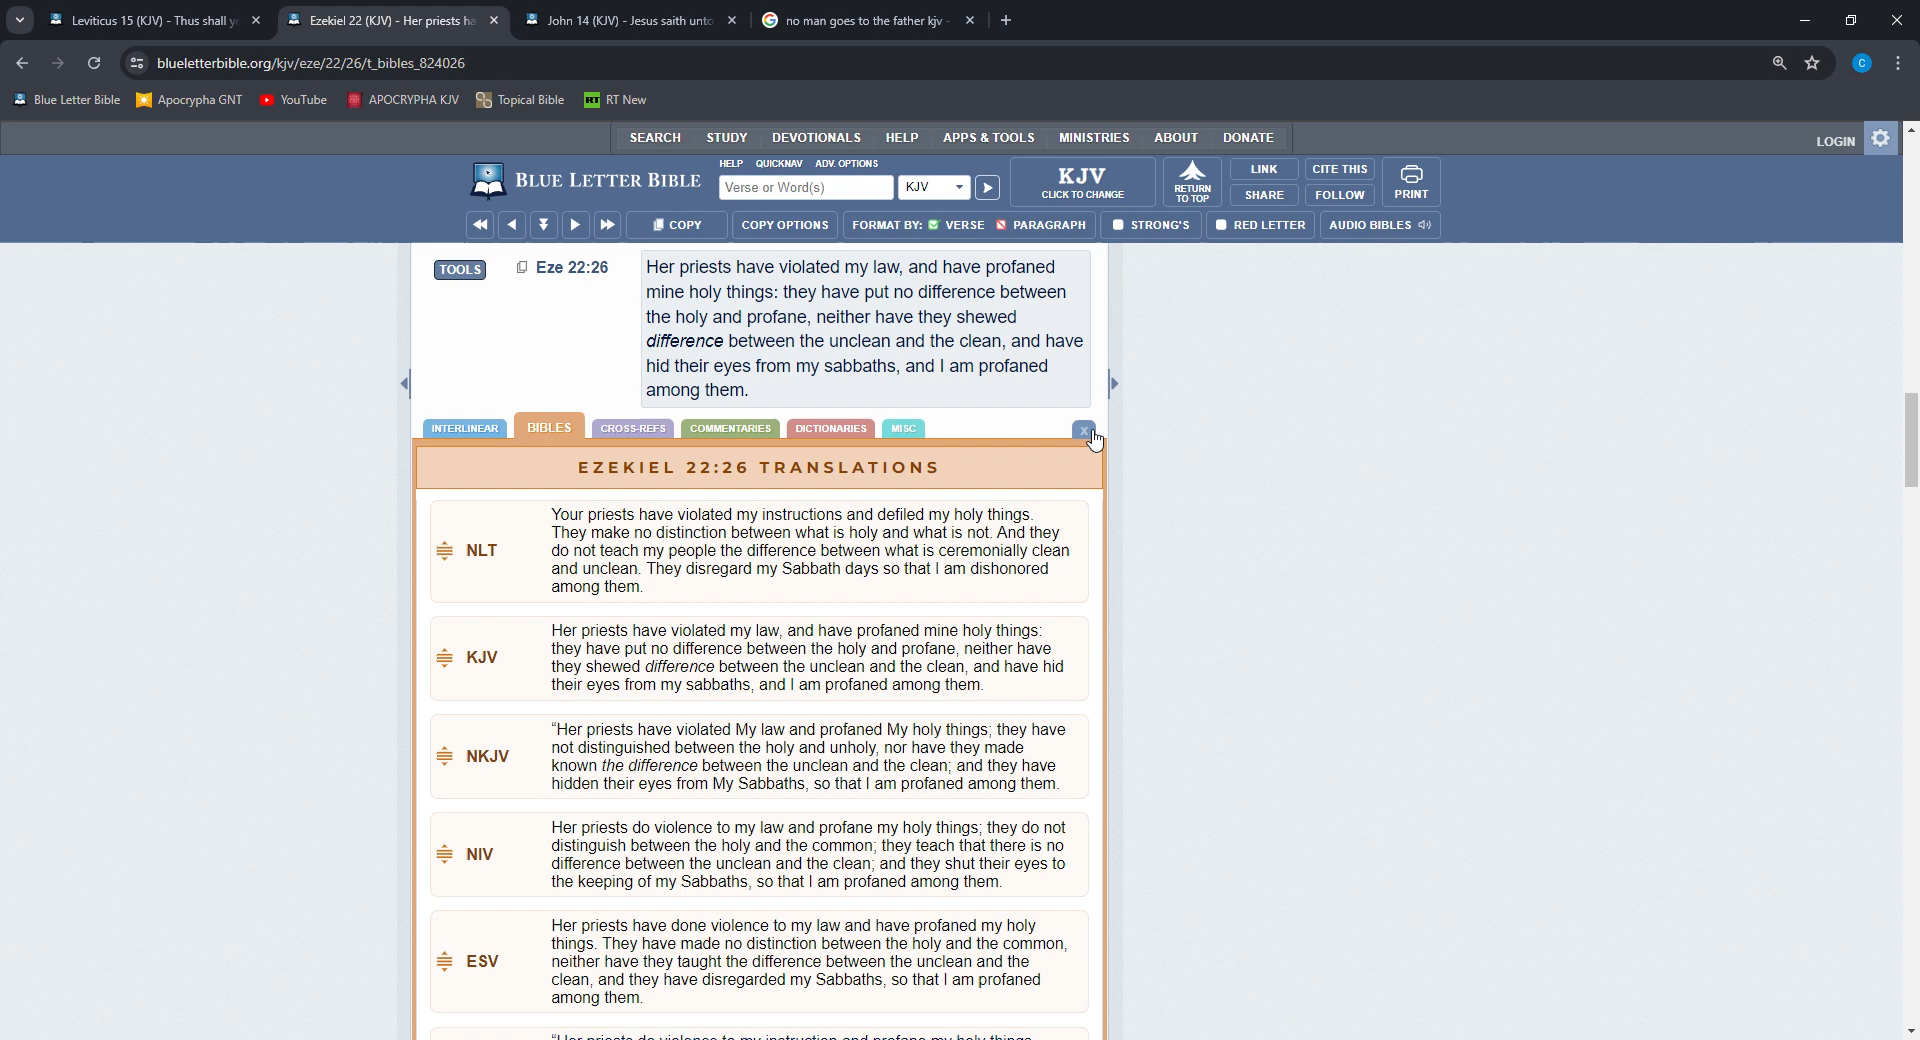 Leviticus 15 (KJV) - Thus shall y
Ezekiel 22 (KJV) - Her priests ha
John 14 (KJV) - Jesus saith unto
no man goes to the father kjv -
blueletterbible.org/kjv/eze/22/26/t_bibles_824026
C
Blue Letter Bible
Apocrypha GNT
YouTube
APOCRYPHA KJV
Topical Bible
RT
RT New
SEARCH
STUDY
DEVOTIONALS
HELP
APPS & TOOLS
MINISTRIES
ABOUT
DONATE
LOGIN
BLUE LETTER BIBLE
HELP
QUICKNAV
ADV. OPTIONS
Verse or Word(s)
KJV
KJV
CLICK TO CHANGE
RETURN
TO TOP
LINK
CITE THIS
SHARE
FOLLOW
PRINT
COPY
COPY OPTIONS
FORMAT BY: VERSE PARAGRAPH
STRONG'S
RED LETTER
AUDIO BIBLES
TOOLS
Eze 22:26
Her priests have violated my law, and have profaned
mine holy things: they have put no difference between
the holy and profane, neither have they shewed
difference between the unclean and the clean, and have
hid their eyes from my sabbaths, and I am profaned
among them.
INTERLINEAR
BIBLES
CROSS-REFS
COMMENTARIES
DICTIONARIES
MISC
X
EZEKIEL 22:26 TRANSLATIONS
NLT
Your priests have violated my instructions and defiled my holy things.
They make no distinction between what is holy and what is not. And they
do not teach my people the difference between what is ceremonially clean
and unclean. They disregard my Sabbath days so that I am dishonored
among them.
KJV
Her priests have violated my law, and have profaned mine holy things:
they have put no difference between the holy and profane, neither have
they shewed difference between the unclean and the clean, and have hid
their eyes from my sabbaths, and I am profaned among them.
NKJV
“Her priests have violated My law and profaned My holy things; they have
not distinguished between the holy and unholy, nor have they made
known the difference between the unclean and the clean; and they have
hidden their eyes from My Sabbaths, so that I am profaned among them.
NIV
Her priests do violence to my law and profane my holy things; they do not
distinguish between the holy and the common; they teach that there is no
difference between the unclean and the clean; and they shut their eyes to
the keeping of my Sabbaths, so that I am profaned among them.
ESV
Her priests have done violence to my law and have profaned my holy
things. They have made no distinction between the holy and the common,
neither have they taught the difference between the unclean and the
clean, and they have disregarded my Sabbaths, so that I am profaned
among them.
“Her priests do violence to my instruction and profane my holy things